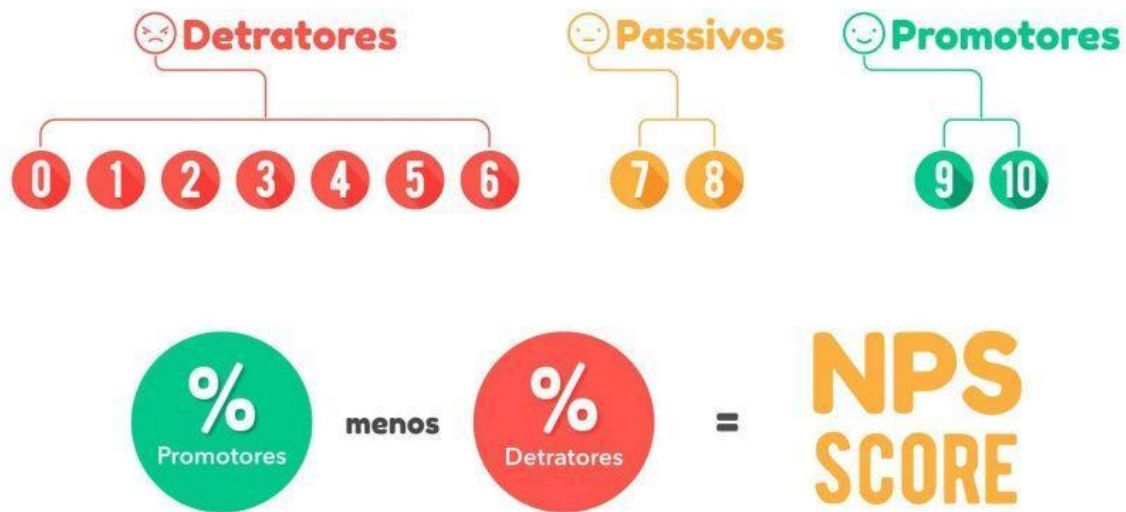 Detratores
Passivos
Promotores
0 1 2 3 4 5 6
7 8
9 10
%
Promotores
menos
%
Detratores
=
NPS
SCORE